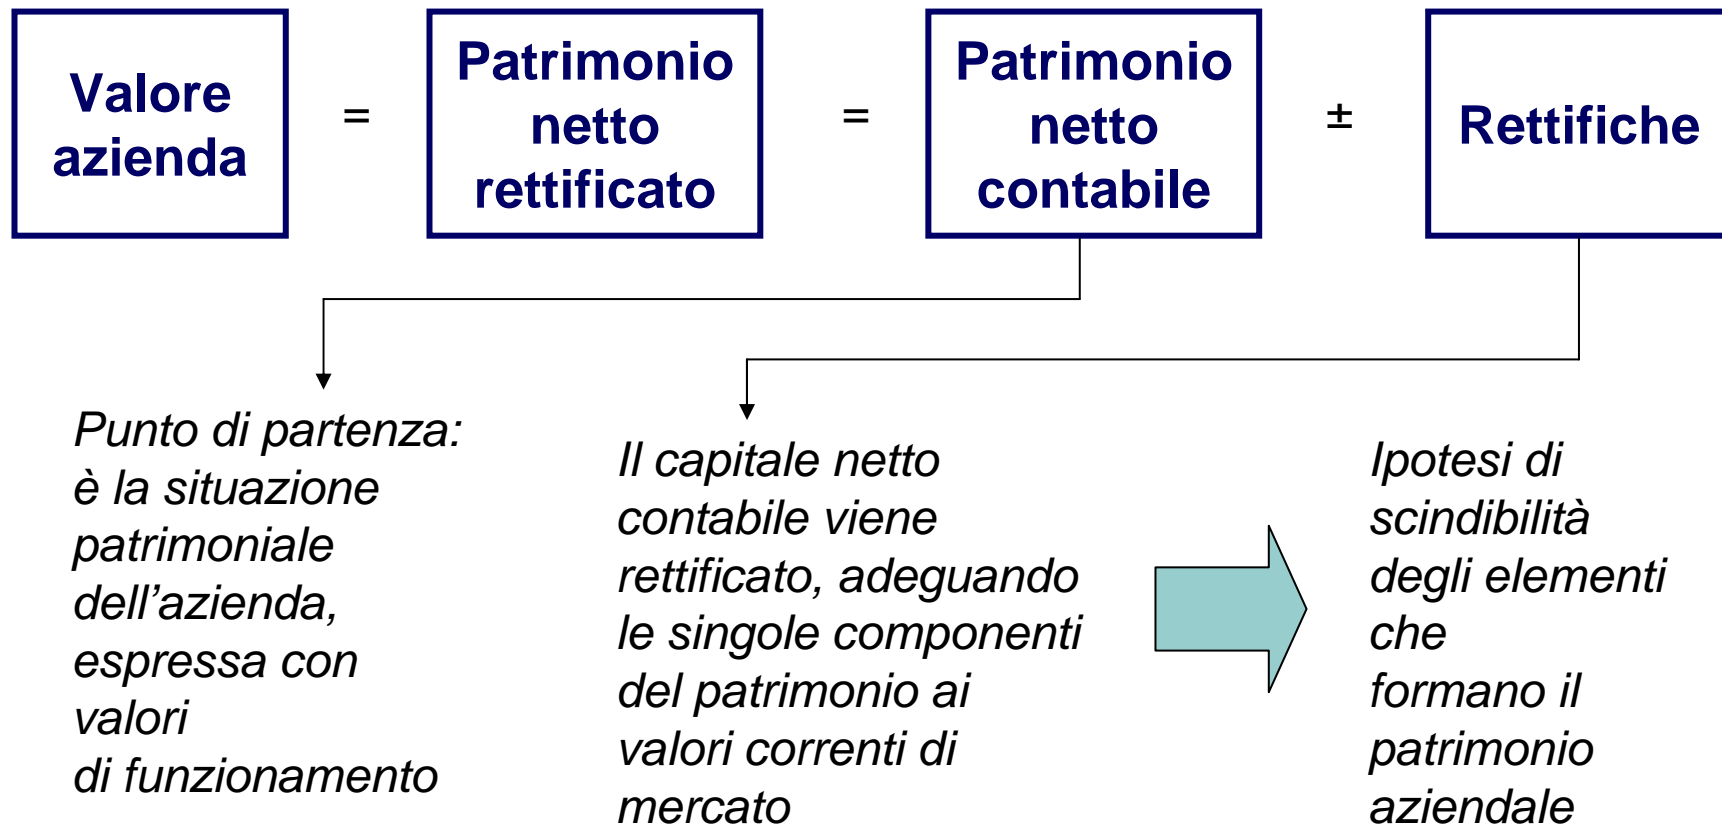 Valore
azienda
=
Patrimonio
netto
rettificato
=
Patrimonio
netto
contabile
±
Rettifiche
Punto di partenza:
è la situazione
patrimoniale
dell’azienda,
espressa con
valori
di funzionamento
Il capitale netto
contabile viene
rettificato, adeguando
le singole componenti
del patrimonio ai
valori correnti di
mercato
Ipotesi di
scindibilità
degli elementi
che
formano il
patrimonio
aziendale